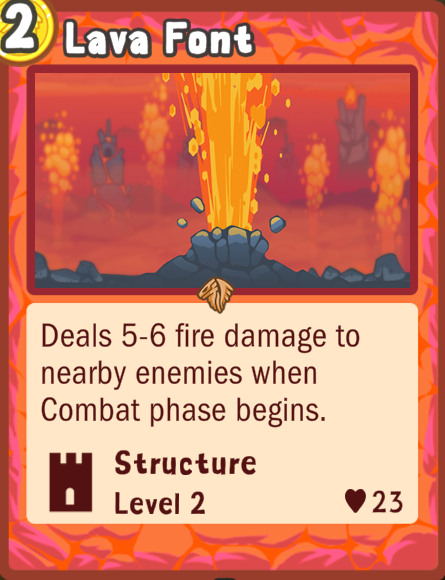 2
Lava Font
Deals 5-6 fire damage to
nearby enemies when
Combat phase begins.
Structure
Level 2
23